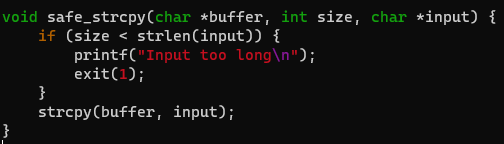 void safe_strcpy(char *buffer, int size, char *input) {
    if (size < strlen(input)) {
        printf("Input too long\n");
        exit(1);
    }
    strcpy(buffer, input);
}